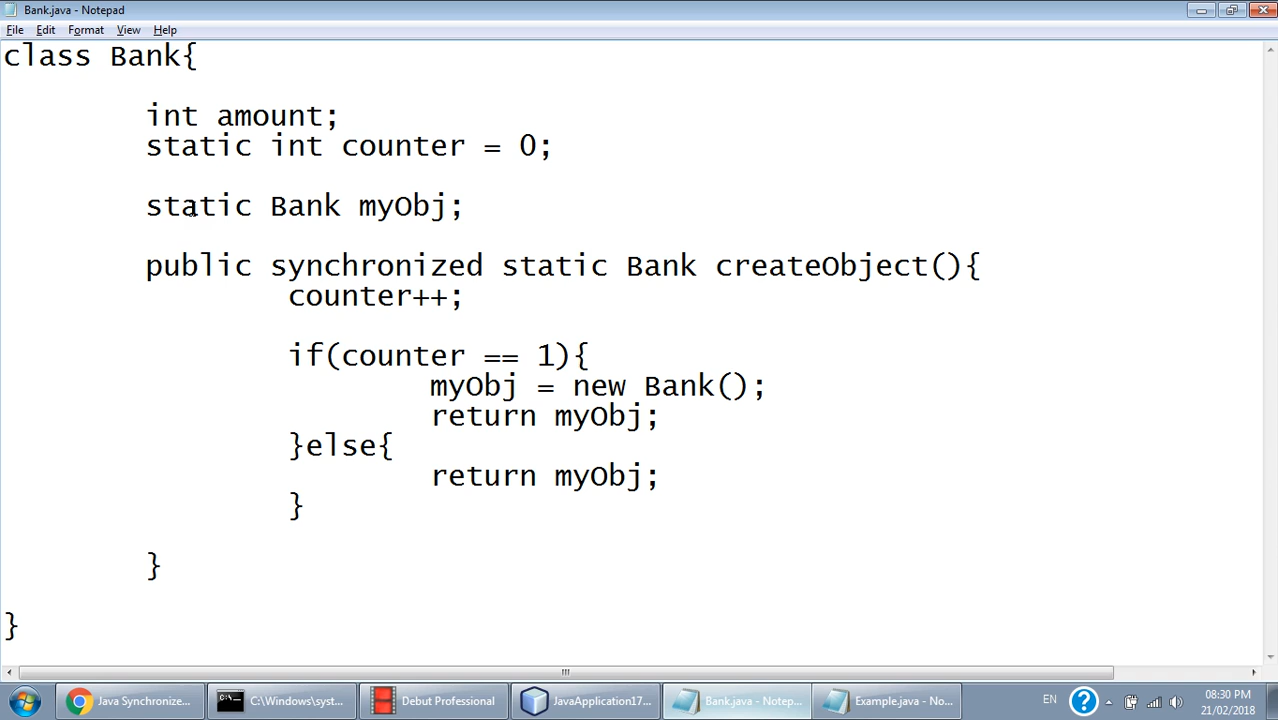 Bank.java - Notepad
File Edit Format View Help
class Bank{
int amount;
static int counter = 0;
static Bank myObj;
public synchronized static Bank createObject(){
counter++;
if(counter == 1){
myObj = new Bank();
return myObj;
}else{
return myObj;
}
}
}
Java Synchronize... C:\Windows\syst... Debut Professional JavaApplication17... Bank.java - Notep... Example.java - No... EN 08:30 PM
21/02/2018